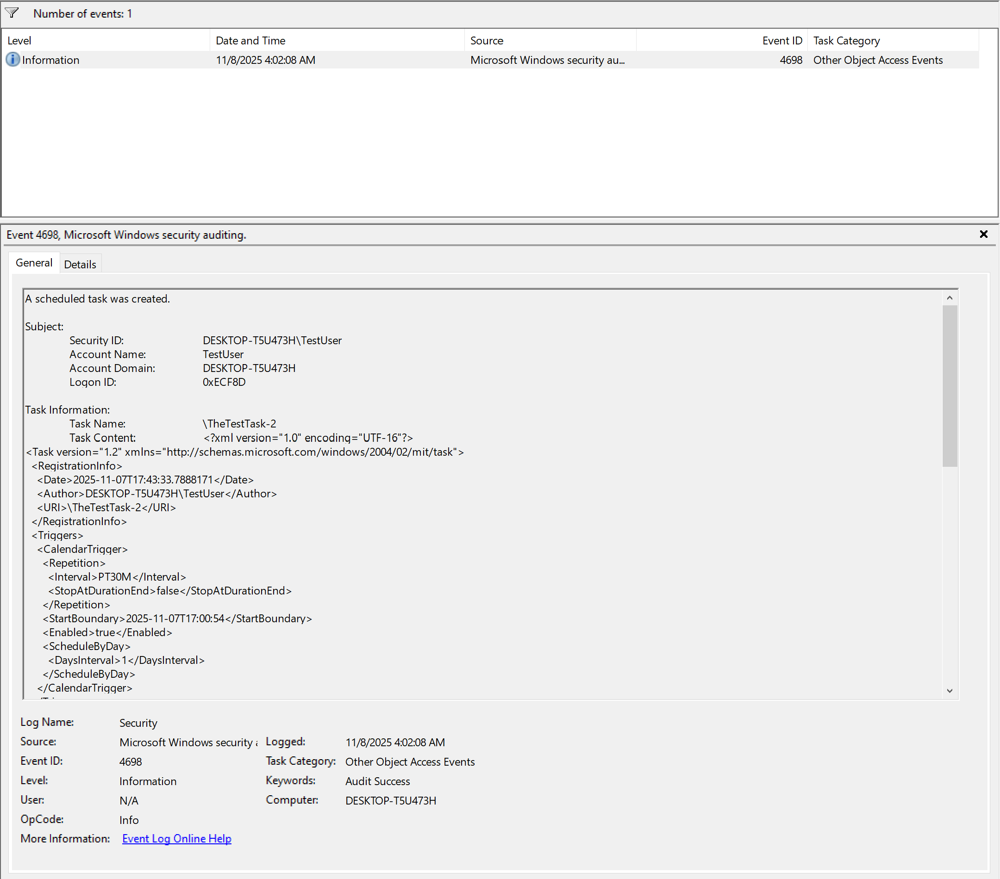 Number of events: 1
Level Date and Time Source Event ID Task Category
Information 11/8/2025 4:02:08 AM Microsoft Windows security au... 4698 Other Object Access Events
Event 4698, Microsoft Windows security auditing.
General Details
A scheduled task was created.
Subject:
Security ID: DESKTOP-T5U473H\TestUser
Account Name: TestUser
Account Domain: DESKTOP-T5U473H
Logon ID: 0xECF8D
Task Information:
Task Name: \TheTestTask-2
Task Content: <?xml version="1.0" encoding="UTF-16"?>
<Task version="1.2" xmlns="http://schemas.microsoft.com/windows/2004/02/mit/task">
<RegistrationInfo>
<Date>2025-11-07T17:43:33.7888171</Date>
<Author>DESKTOP-T5U473H\TestUser</Author>
<URI>\TheTestTask-2</URI>
</RegistrationInfo>
<Triggers>
<CalendarTrigger>
<Repetition>
<Interval>PT30M</Interval>
<StopAtDurationEnd>false</StopAtDurationEnd>
</Repetition>
<StartBoundary>2025-11-07T17:00:54</StartBoundary>
<Enabled>true</Enabled>
<ScheduleByDay>
<DaysInterval>1</DaysInterval>
</ScheduleByDay>
</CalendarTrigger>
Log Name: Security
Source: Microsoft Windows security Logged: 11/8/2025 4:02:08 AM
Event ID: 4698 Task Category: Other Object Access Events
Level: Information Keywords: Audit Success
User: N/A Computer: DESKTOP-T5U473H
OpCode: Info
More Information: Event Log Online Help